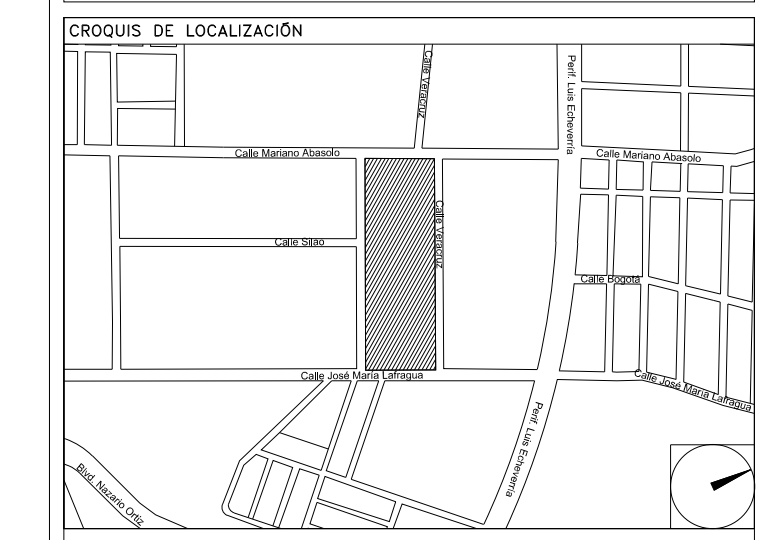 CROQUIS DE LOCALIZACIÓN
Calle Veracruz
Perif. Luis Echeverría
Calle Mariano Abasolo
Calle Mariano Abasolo
Calle Veracruz
Calle Silao
Calle Bogotá
Calle José María Lafragua
Calle José María Lafragua
Perif. Luis Echeverría
Blvd. Nazario Ortiz